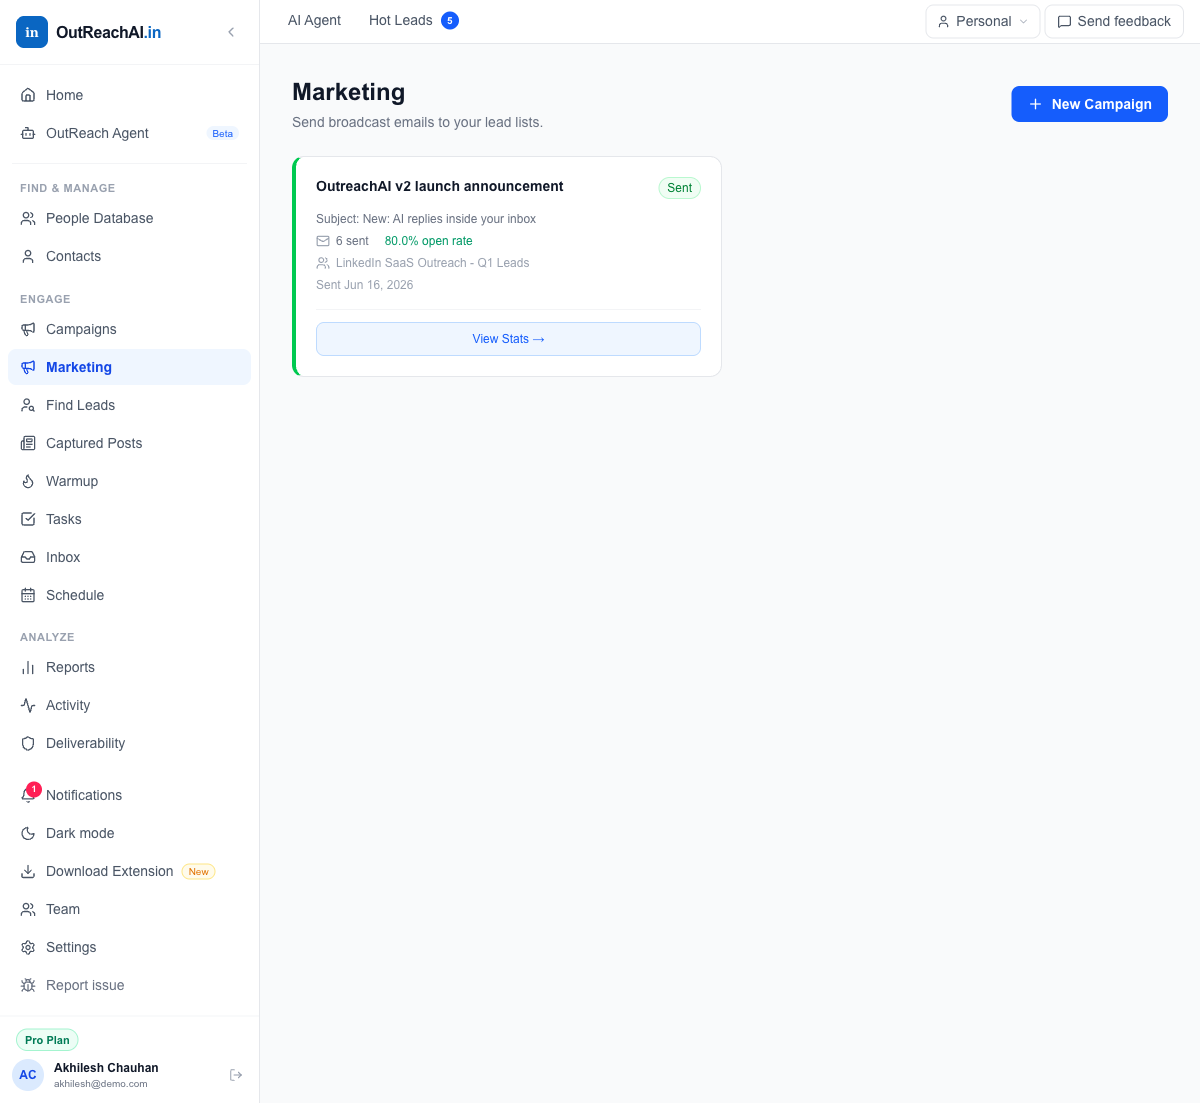 in OutReachAI.in
Home
OutReach Agent Beta
FIND & MANAGE
People Database
Contacts
ENGAGE
Campaigns
Marketing
Find Leads
Captured Posts
Warmup
Tasks
Inbox
Schedule
ANALYZE
Reports
Activity
Deliverability
1 Notifications
Dark mode
Download Extension New
Team
Settings
Report issue
Pro Plan
AC Akhilesh Chauhan
akhilesh@demo.com
AI Agent Hot Leads 5 Personal Send feedback
Marketing
Send broadcast emails to your lead lists.
+ New Campaign
OutreachAI v2 launch announcement Sent
Subject: New: AI replies inside your inbox
6 sent 80.0% open rate
LinkedIn SaaS Outreach - Q1 Leads
Sent Jun 16, 2026
View Stats →